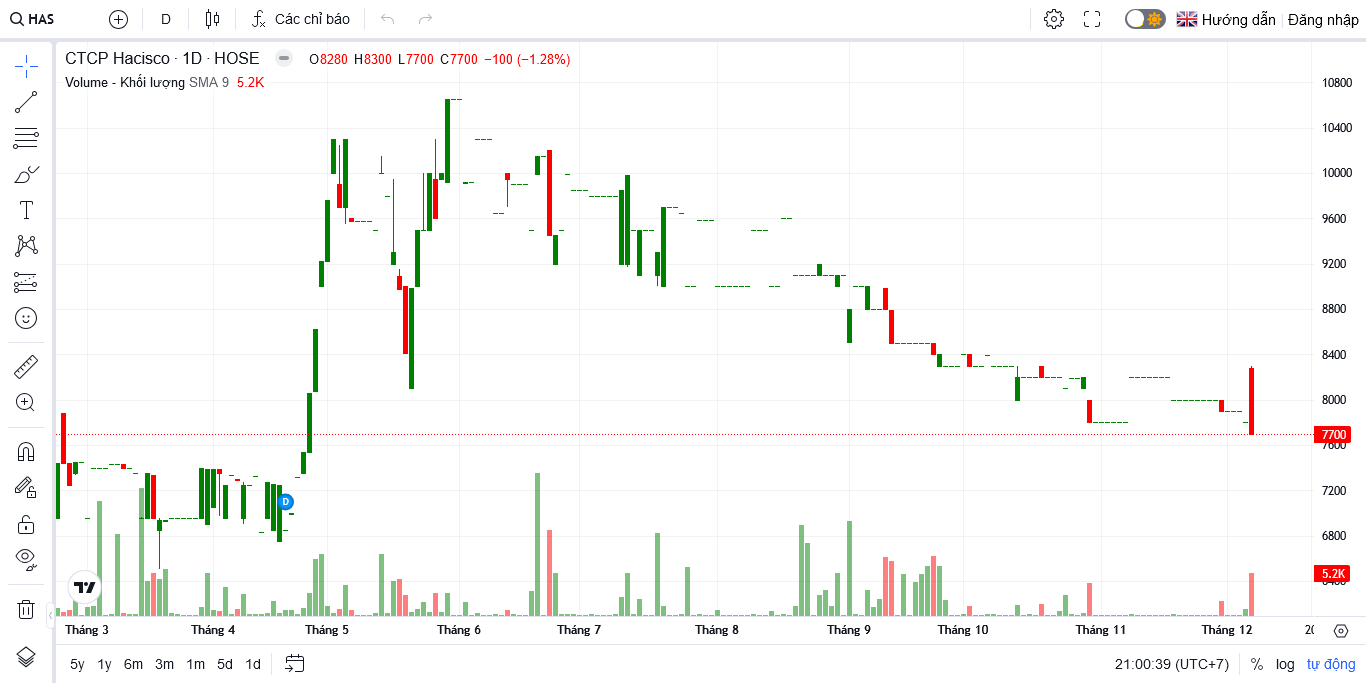 HAS D Các chỉ báo Hướng dẫn Đăng nhập
CTCP Hacisco · 1D · HOSE O8280 H8300 L7700 C7700 −100 (−1.28%)
Volume - Khối lượng SMA 9 5.2K
10800
10400
10000
9600
9200
8800
8400
8000
7700
7600
7200
D
6800
5.2K
6400
Tháng 3 Tháng 4 Tháng 5 Tháng 6 Tháng 7 Tháng 8 Tháng 9 Tháng 10 Tháng 11 Tháng 12
5y 1y 6m 3m 1m 5d 1d 21:00:39 (UTC+7) % log tự động